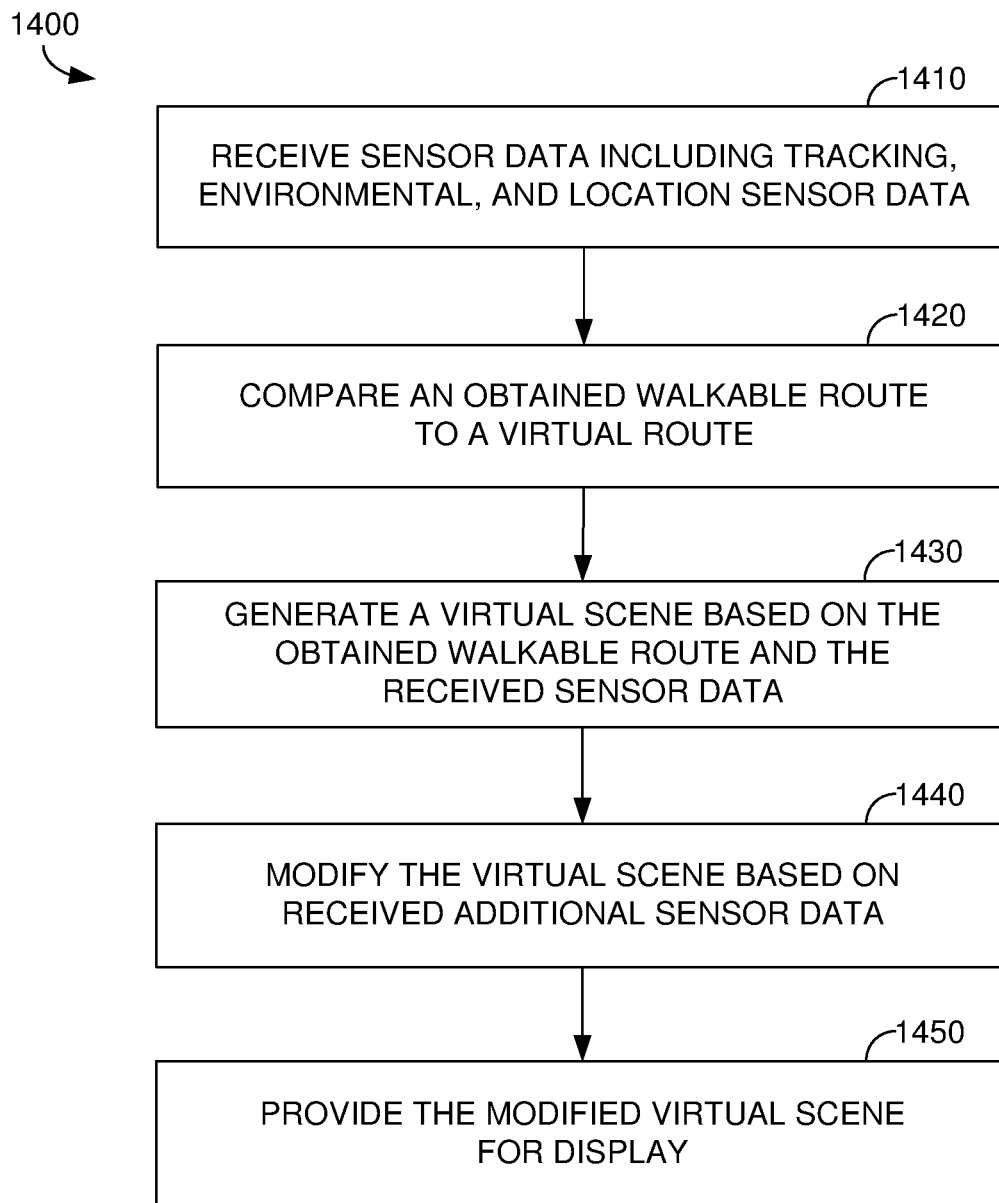 1400
1410
RECEIVE SENSOR DATA INCLUDING TRACKING,
ENVIRONMENTAL, AND LOCATION SENSOR DATA
1420
COMPARE AN OBTAINED WALKABLE ROUTE
TO A VIRTUAL ROUTE
1430
GENERATE A VIRTUAL SCENE BASED ON THE
OBTAINED WALKABLE ROUTE AND THE
RECEIVED SENSOR DATA
1440
MODIFY THE VIRTUAL SCENE BASED ON
RECEIVED ADDITIONAL SENSOR DATA
1450
PROVIDE THE MODIFIED VIRTUAL SCENE
FOR DISPLAY